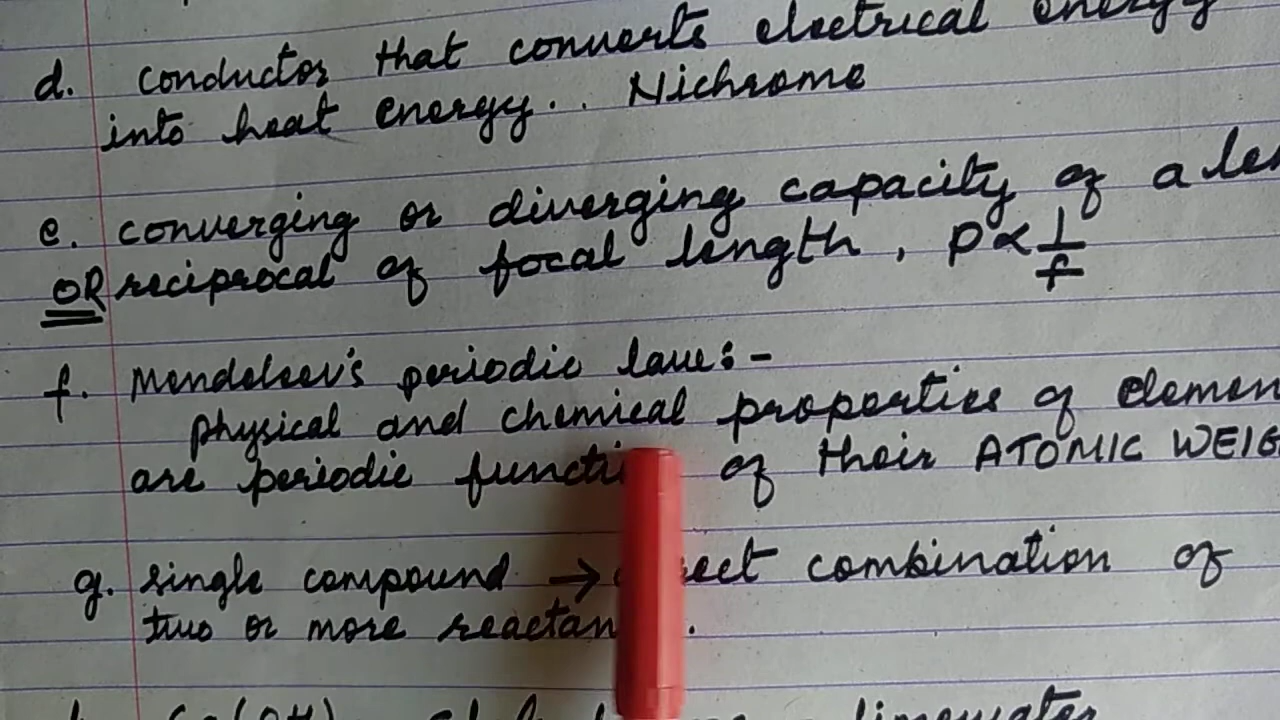 d. conductor that converts electrical energy
into heat energy.. Nichrome
e. converging or diverging capacity of a
OR reciprocal of focal length, P∝1/f
f. Mendeleev's periodic law:-
physical and chemical properties of
are periodic of their ATOMIC
g. single compound → combination of
two or more
limewater